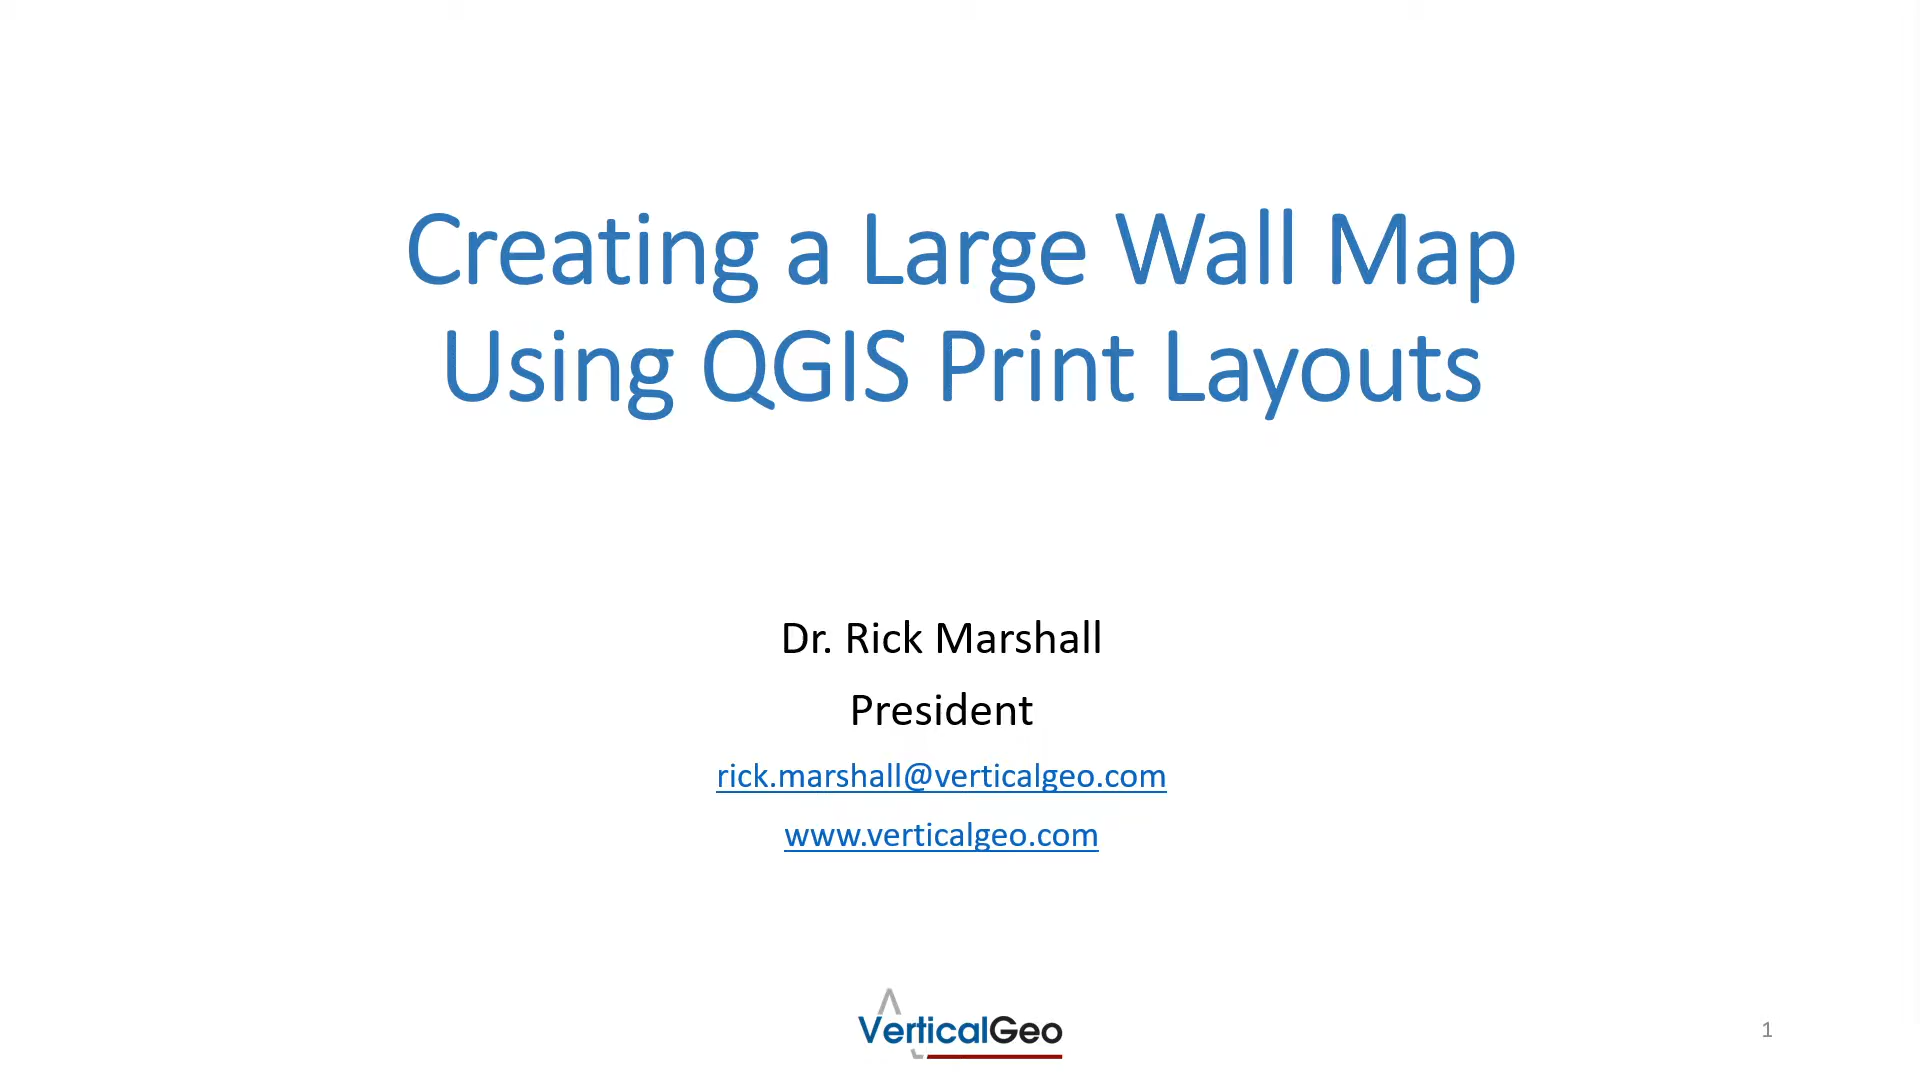 Creating a Large Wall Map
Using QGIS Print Layouts
Dr. Rick Marshall
President
rick.marshall@verticalgeo.com
www.verticalgeo.com
VerticalGeo
1